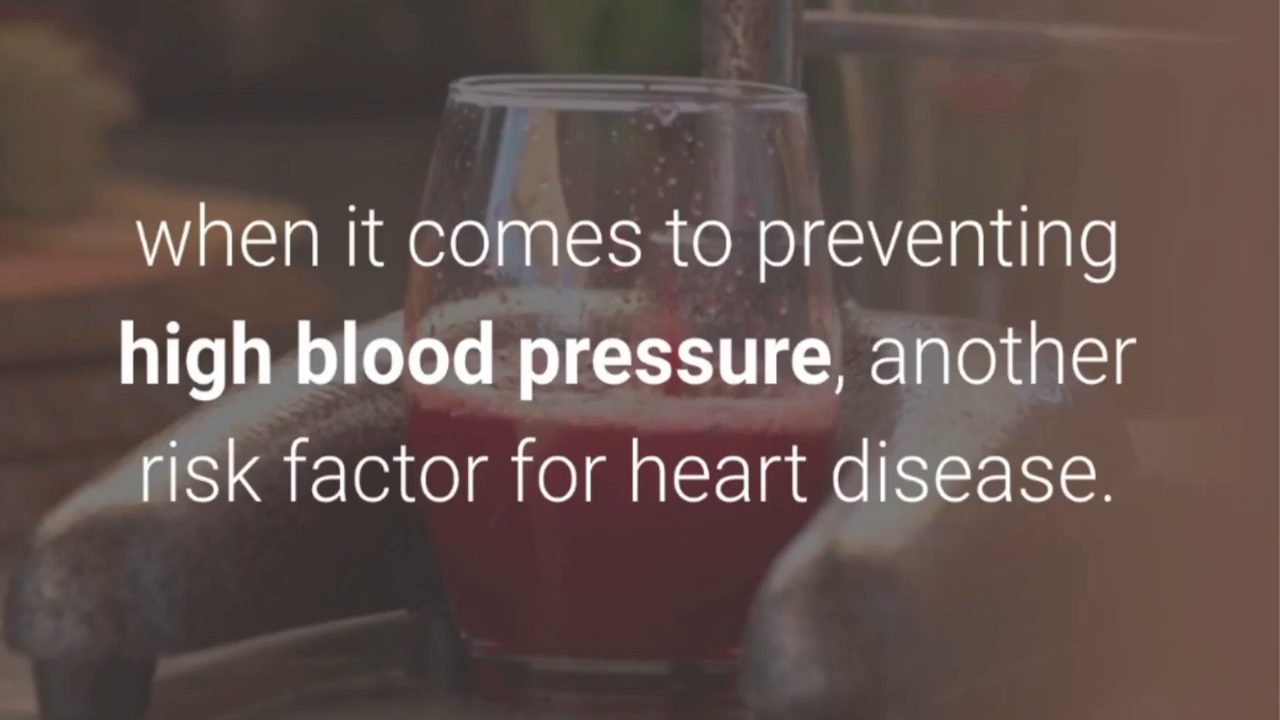 when it comes to preventing
high blood pressure, another
risk factor for heart disease.